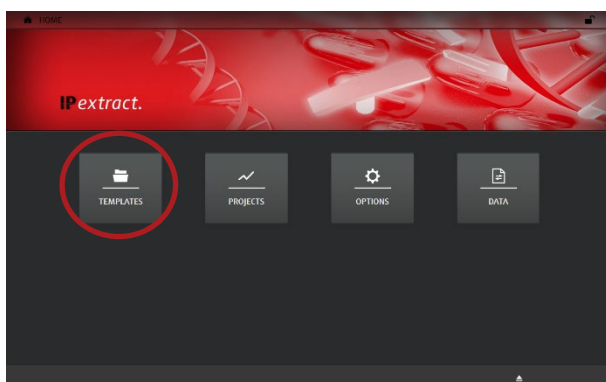 HOME
IPextract.
TEMPLATES
PROJECTS
OPTIONS
DATA